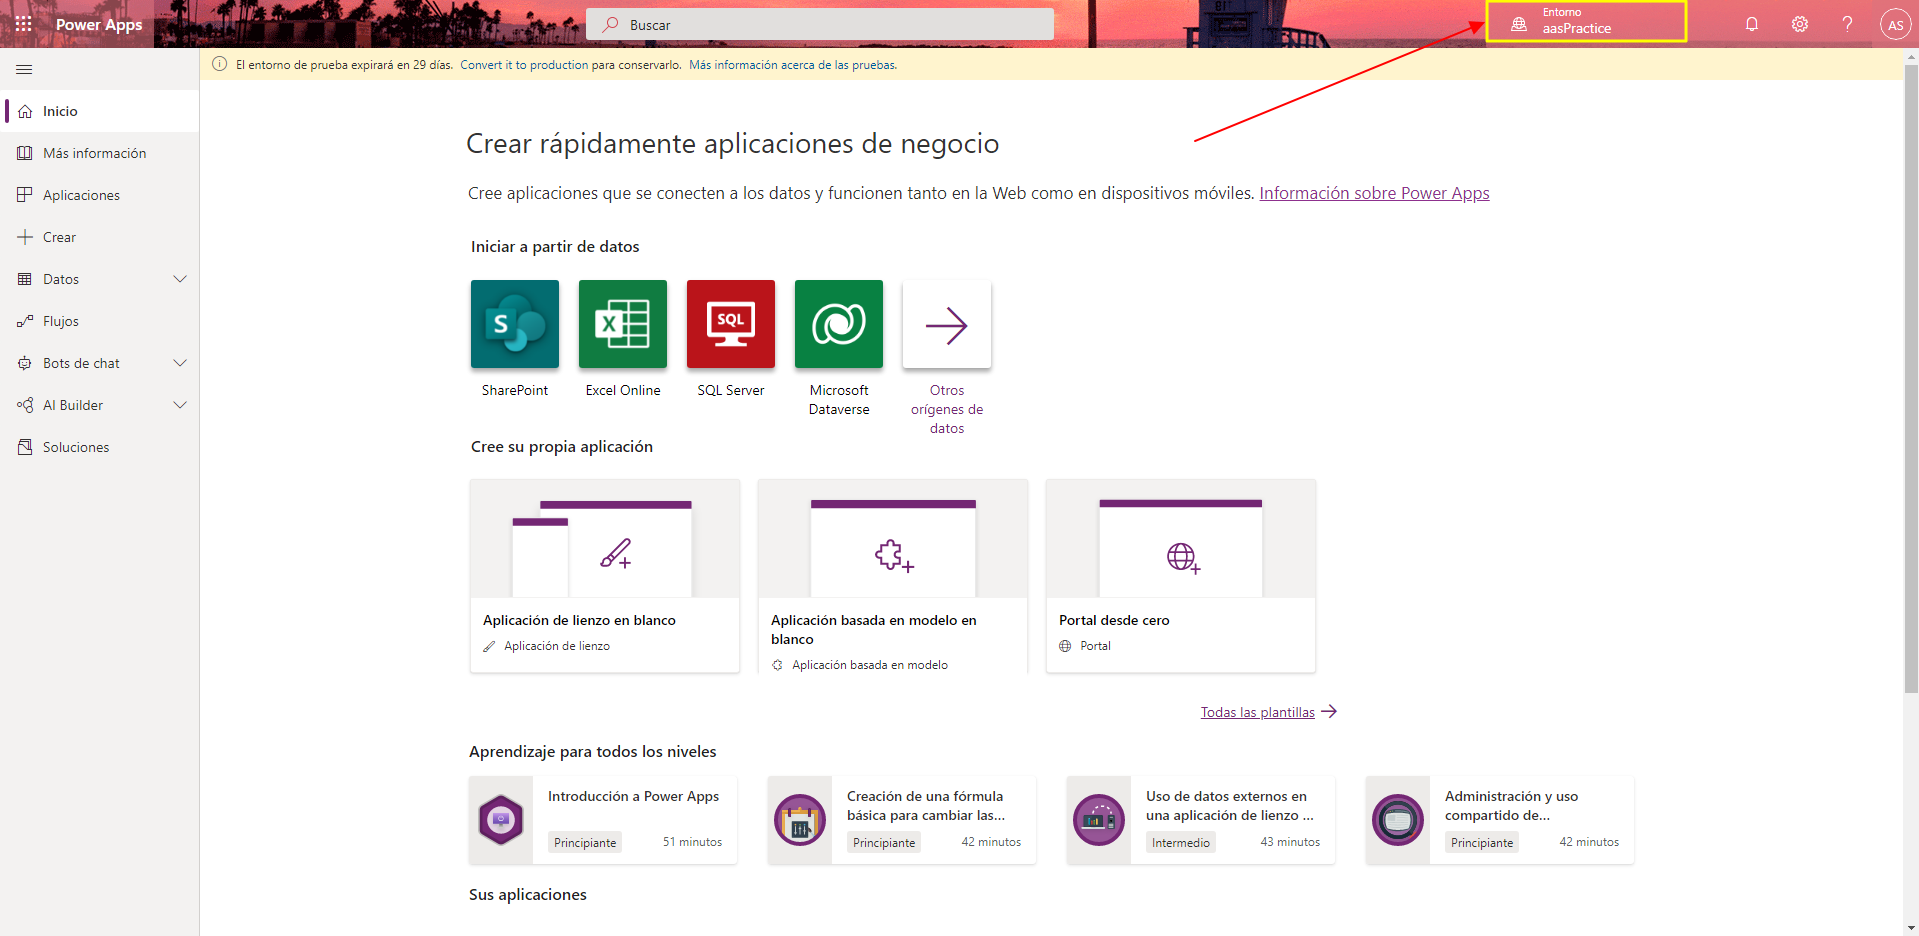 Power Apps
Buscar
Entorno
aasPractice
AS
El entorno de prueba expirará en 29 días. Convert it to production para conservarlo. Más información acerca de las pruebas.
Inicio
Más información
Aplicaciones
Crear
Datos
Flujos
Bots de chat
AI Builder
Soluciones
Crear rápidamente aplicaciones de negocio
Cree aplicaciones que se conecten a los datos y funcionen tanto en la Web como en dispositivos móviles. Información sobre Power Apps
Iniciar a partir de datos
S
X
SQL
SharePoint
Excel Online
SQL Server
Microsoft
Dataverse
Otros
orígenes de
datos
Cree su propia aplicación
Aplicación de lienzo en blanco
Aplicación de lienzo
Aplicación basada en modelo en
blanco
Aplicación basada en modelo
Portal desde cero
Portal
Todas las plantillas
Aprendizaje para todos los niveles
Introducción a Power Apps
Principiante 51 minutos
Creación de una fórmula
básica para cambiar las...
Principiante 42 minutos
Uso de datos externos en
una aplicación de lienzo ...
Intermedio 43 minutos
Administración y uso
compartido de...
Principiante 42 minutos
Sus aplicaciones